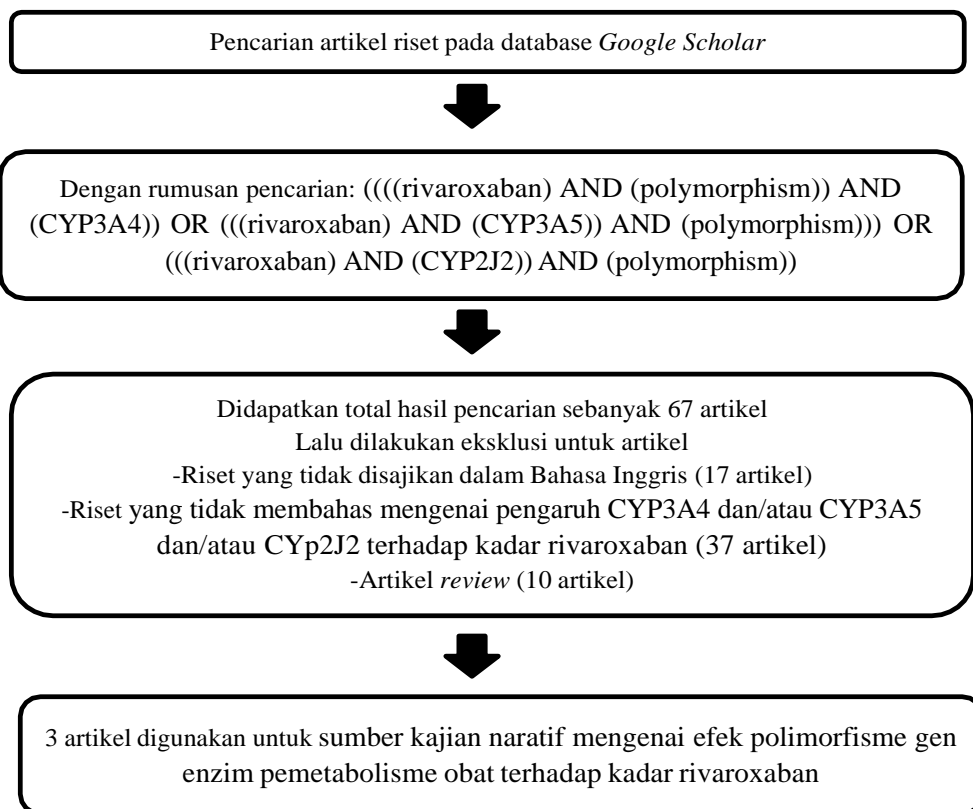 Pencarian artikel riset pada database Google Scholar
Dengan rumusan pencarian: ((((rivaroxaban) AND (polymorphism)) AND
(CYP3A4)) OR (((rivaroxaban) AND (CYP3A5)) AND (polymorphism))) OR
(((rivaroxaban) AND (CYP2J2)) AND (polymorphism))
Didapatkan total hasil pencarian sebanyak 67 artikel
Lalu dilakukan eksklusi untuk artikel
-Riset yang tidak disajikan dalam Bahasa Inggris (17 artikel)
-Riset yang tidak membahas mengenai pengaruh CYP3A4 dan/atau CYP3A5
dan/atau CYp2J2 terhadap kadar rivaroxaban (37 artikel)
-Artikel review (10 artikel)
3 artikel digunakan untuk sumber kajian naratif mengenai efek polimorfisme gen
enzim pemetabolisme obat terhadap kadar rivaroxaban